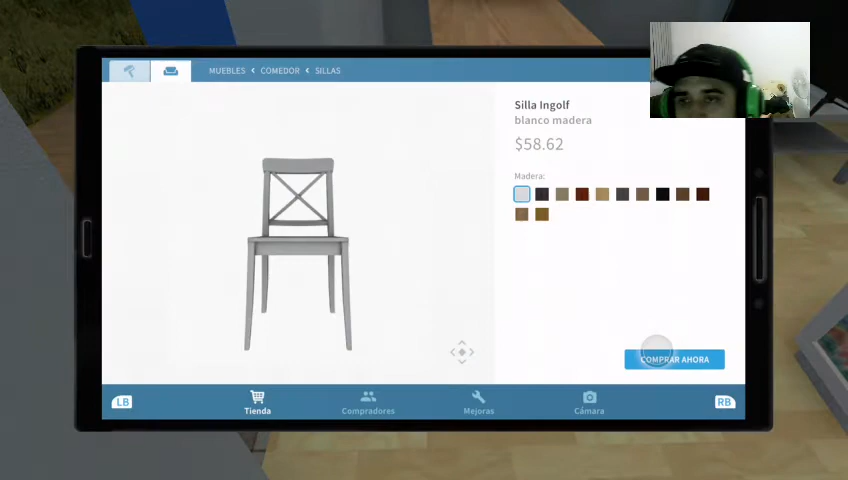 MUEBLES < COMEDOR < SILLAS
Silla Ingolf
blanco madera
$58.62
Madera:
COMPRAR AHORA
LB
Tienda
Compradores
Mejoras
Cámara
RB